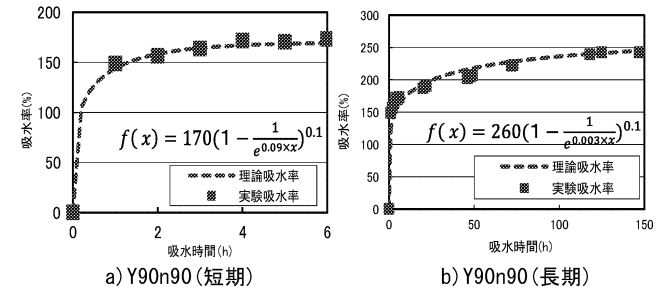 200
150
100
50
0
吸水率(%)
f(x) = 170(1 − 1/e^{0.09×x})^{0.1}
理論吸水率
実験吸水率
0 2 4 6
吸水時間(h)
a) Y90n90(短期)
300
250
200
150
100
50
0
吸水率(%)
f(x) = 260(1 − 1/e^{0.003×x})^{0.1}
理論吸水率
実験吸水率
0 50 100 150
吸水時間(h)
b) Y90n90(長期)